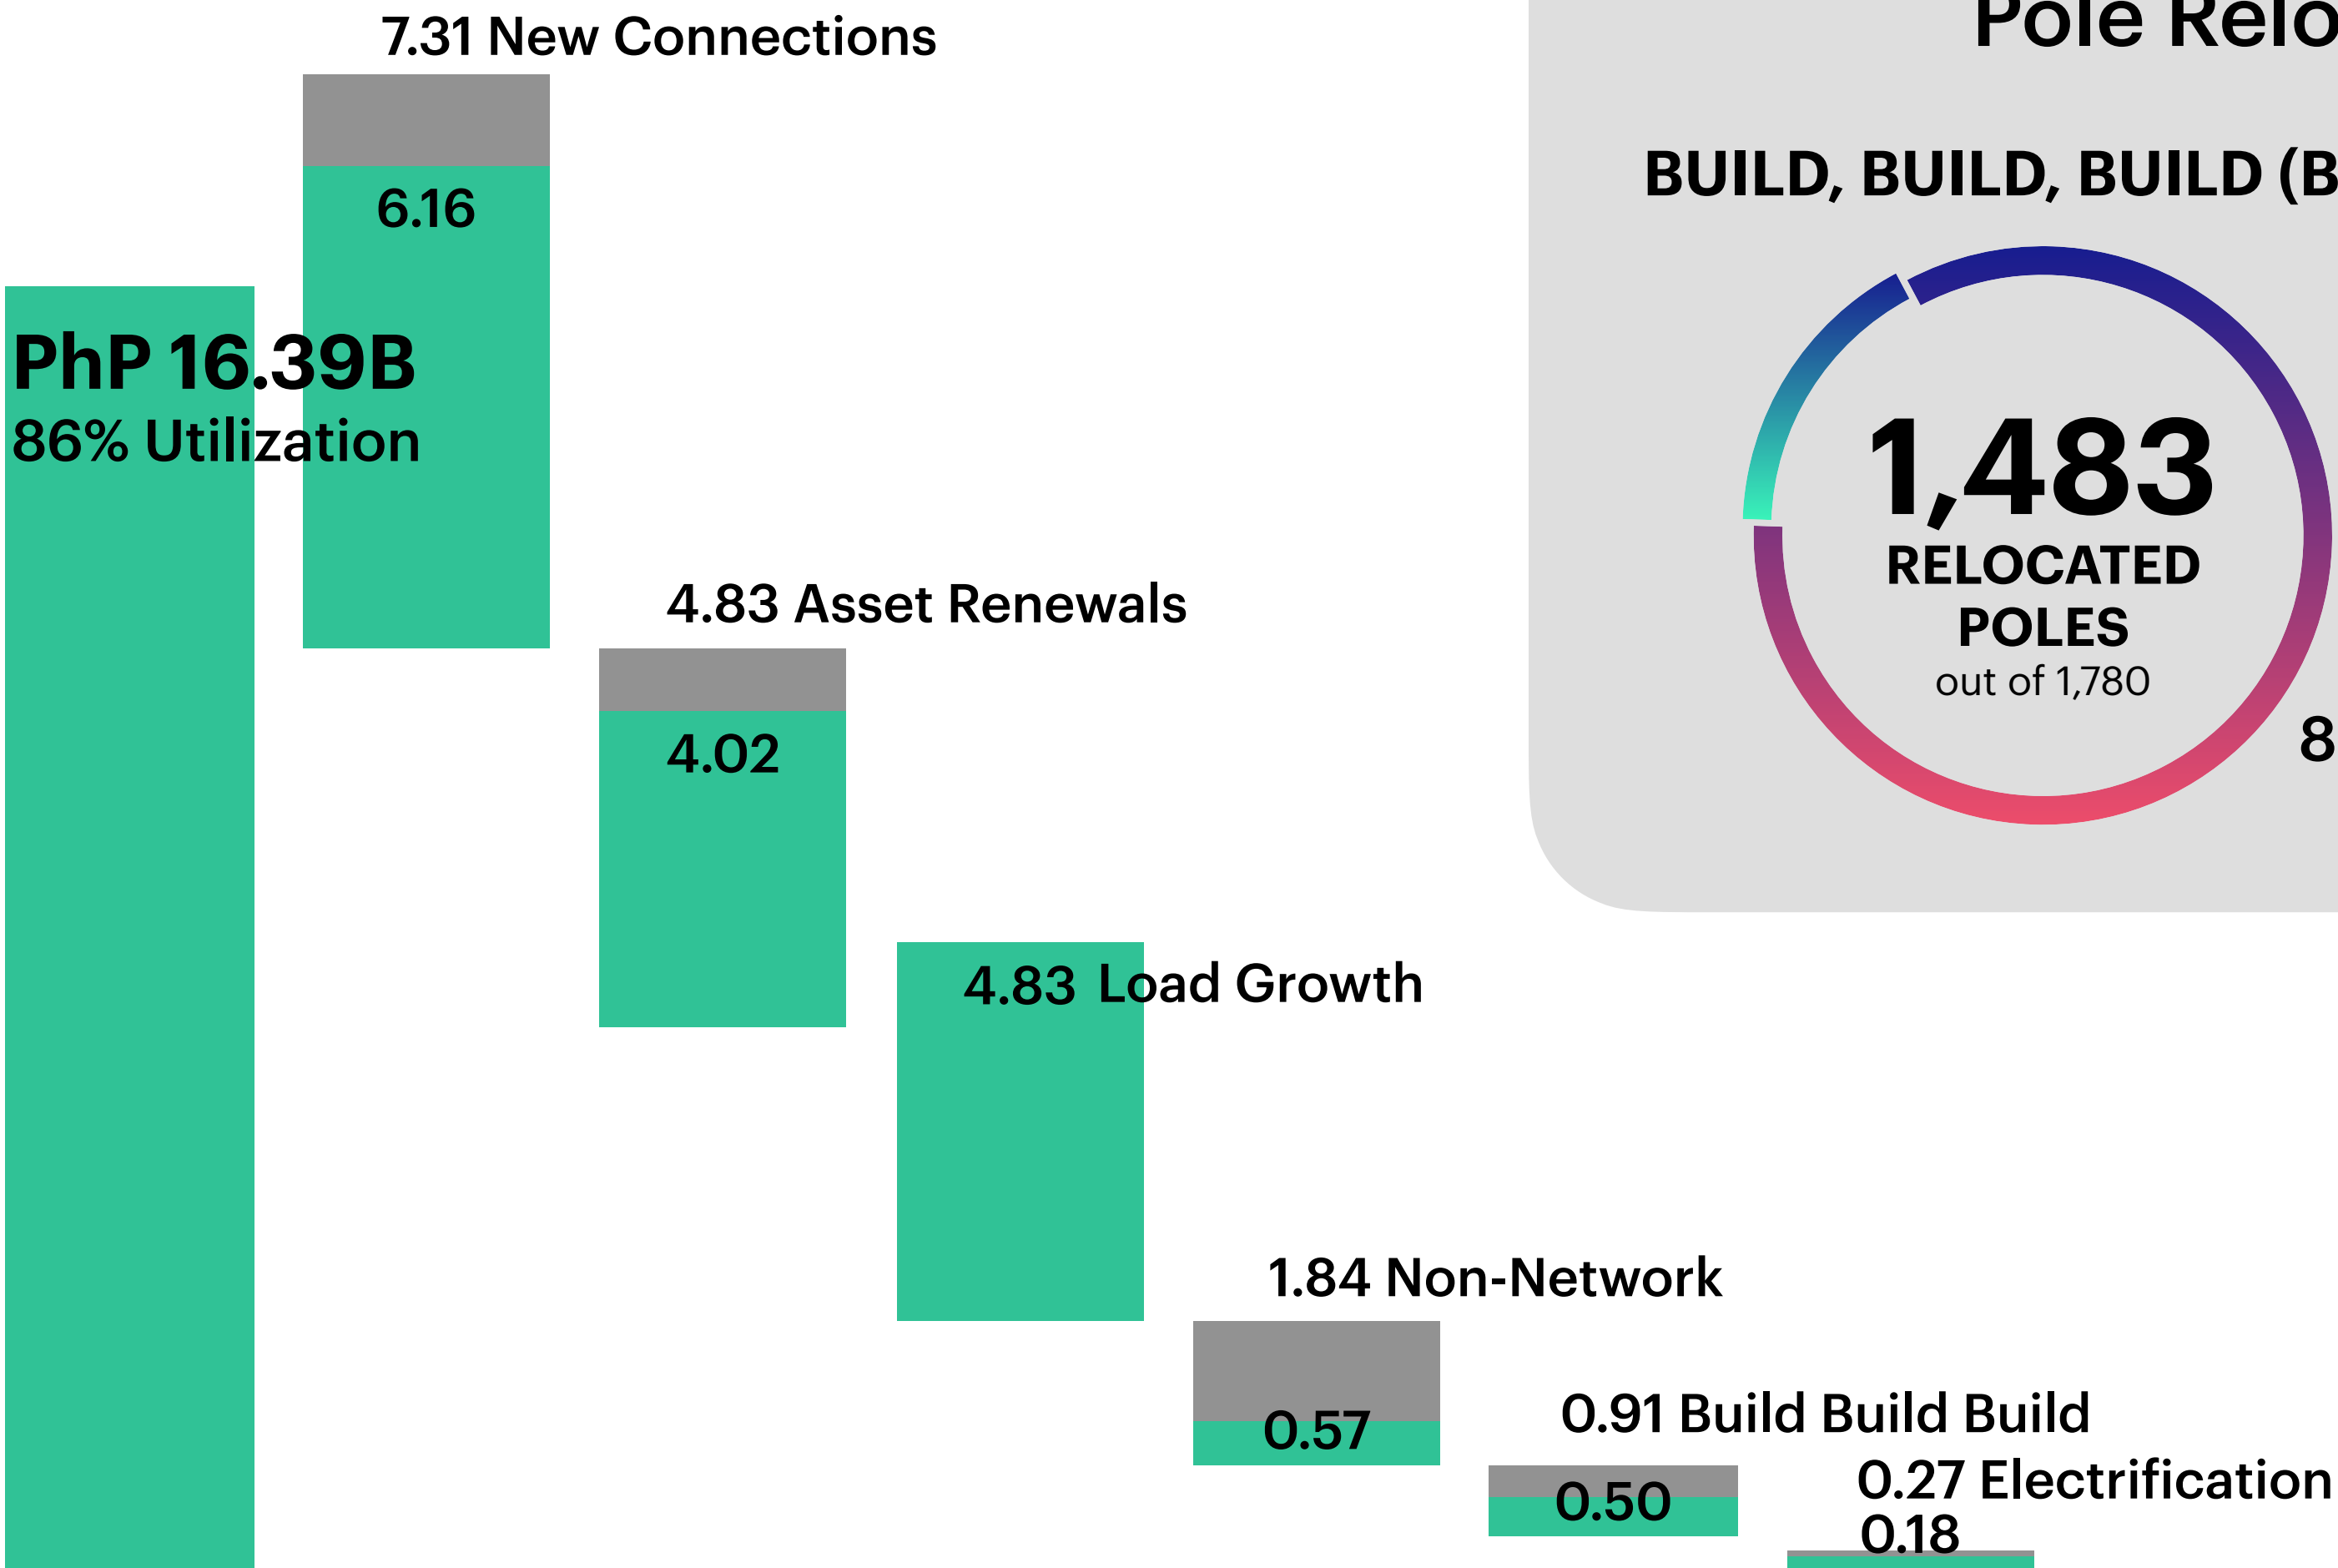 7.31 New Connections
6.16
PhP 16.39B
86% Utilization
4.83 Asset Renewals
4.02
4.83 Load Growth
1.84 Non-Network
0.57
0.91 Build Build Build
0.50
0.27 Electrification
0.18
Pole Relo
BUILD, BUILD, BUILD (B
1,483
RELOCATED
POLES
out of 1,780
8